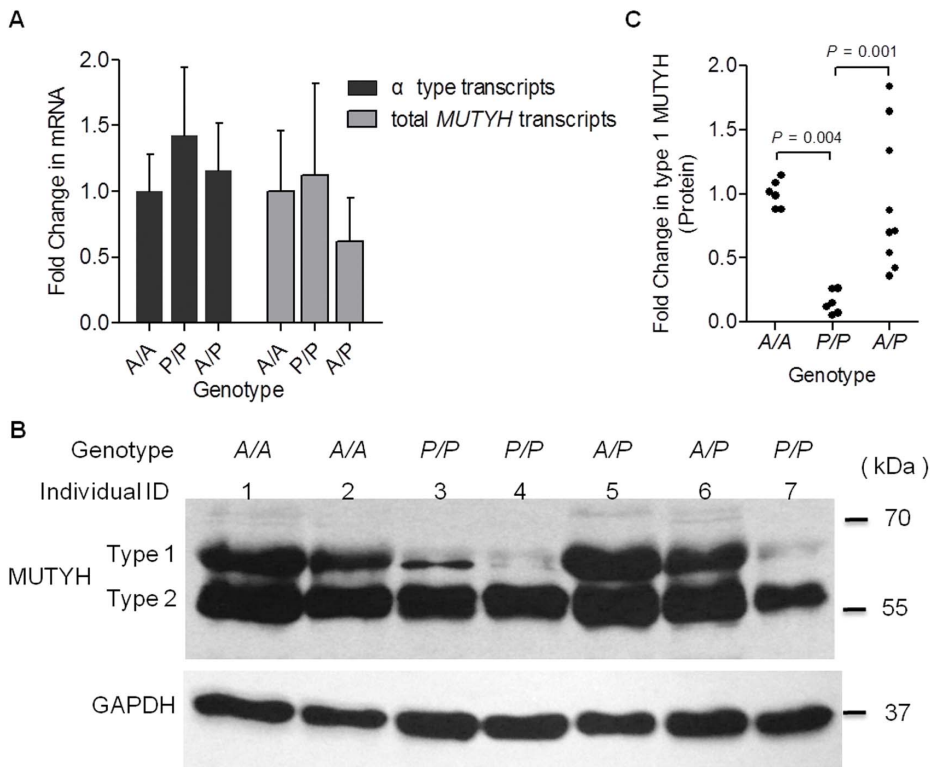 A
2.0
1.5
1.0
0.5
0.0
Fold Change in mRNA
α type transcripts
total MUTYH transcripts
A/A
P/P
A/P
A/A
P/P
A/P
Genotype
C
P = 0.001
P = 0.004
2.0
1.5
1.0
0.5
0.0
Fold Change in type 1 MUTYH
(Protein)
A/A P/P A/P
Genotype
B
Genotype A/A A/A P/P P/P A/P A/P P/P
(kDa)
Individual ID 1 2 3 4 5 6 7
70
Type 1
MUTYH
Type 2
55
GAPDH
37